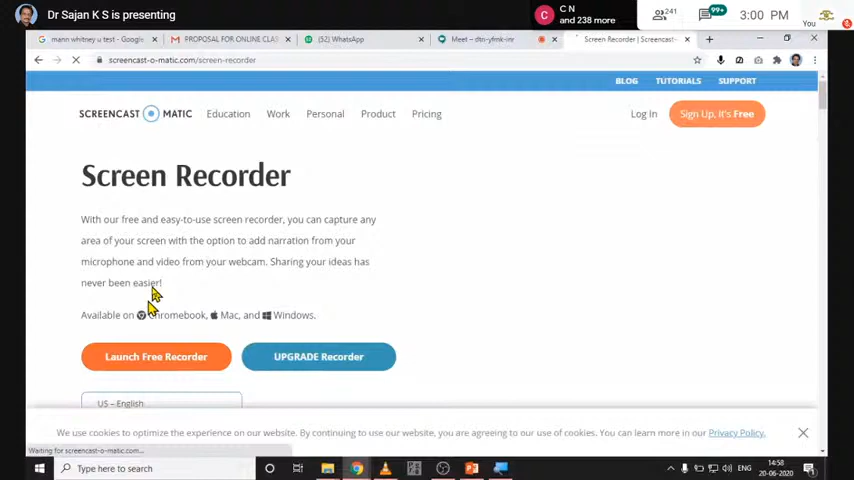 Dr Sajan K S is presenting
C
C N
and 238 more
241
99+
3:00 PM
You
mann whitney u test - Google
PROPOSAL FOR ONLINE CLAS
(52) WhatsApp
Meet – dtn-yfmk-inr
Screen Recorder | Screencast-
screencast-o-matic.com/screen-recorder
BLOG TUTORIALS SUPPORT
SCREENCAST O MATIC Education Work Personal Product Pricing Log In Sign Up, It's Free
Screen Recorder
With our free and easy-to-use screen recorder, you can capture any
area of your screen with the option to add narration from your
microphone and video from your webcam. Sharing your ideas has
never been easier!
Available on Chromebook, Mac, and Windows.
Launch Free Recorder UPGRADE Recorder
US – English
We use cookies to optimize the experience on our website. By continuing to use our website, you are agreeing to our use of cookies. You can learn more in our Privacy Policy.
Waiting for screencast-o-matic.com...
Type here to search
ENG
14:58
20-06-2020